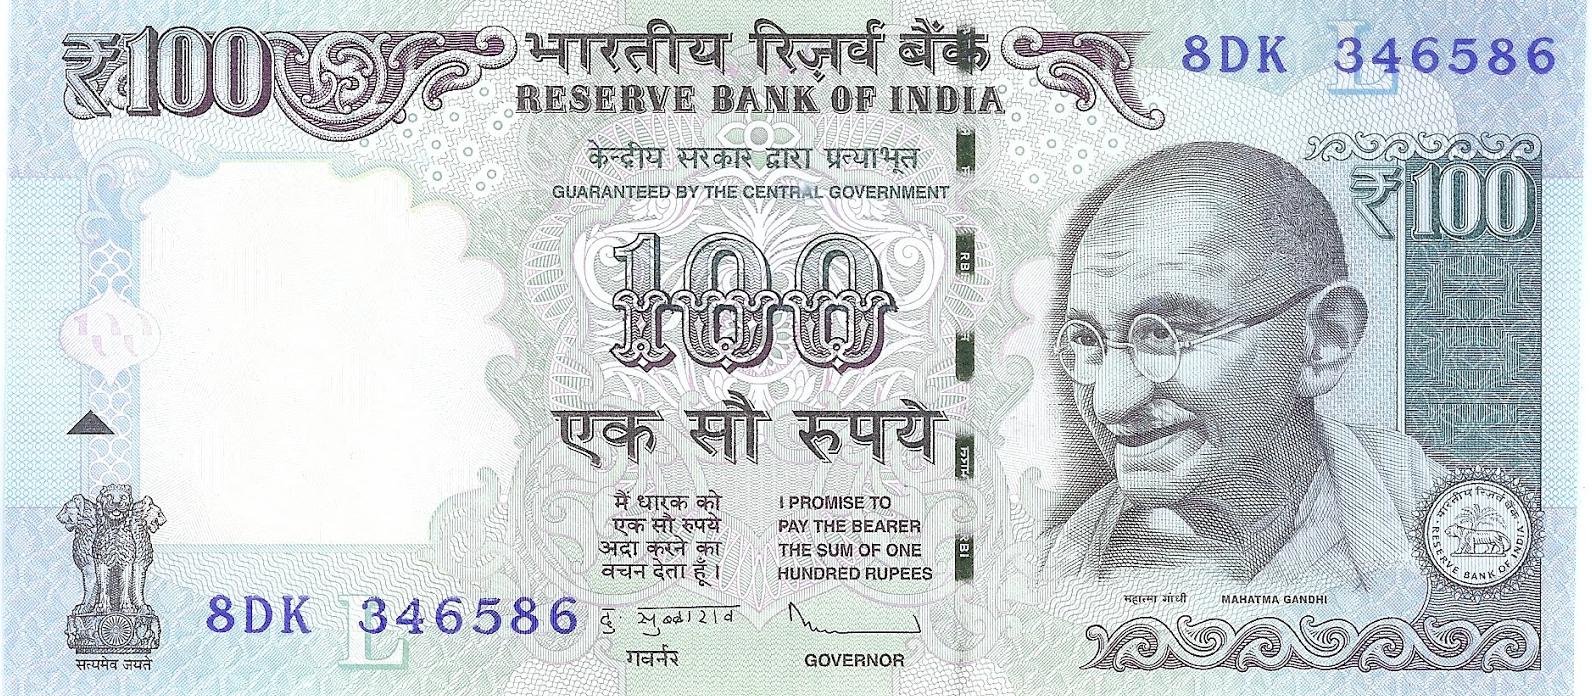 ₹100
भारतीय रिज़र्व बैंक
RESERVE BANK OF INDIA
8DK 346586
केन्द्रीय सरकार द्वारा प्रत्याभूत
GUARANTEED BY THE CENTRAL GOVERNMENT
₹100
100
एक सौ रुपये
मैं धारक को
एक सौ रुपये
अदा करने का
वचन देता हूँ।
I PROMISE TO
PAY THE BEARER
THE SUM OF ONE
HUNDRED RUPEES
RBI
भारतीय रिज़र्व बैंक
RESERVE BANK OF INDIA
महात्मा गांधी
MAHATMA GANDHI
8DK 346586
L
L
दु. सुब्बाराव
गवर्नर
GOVERNOR
सत्यमेव जयते